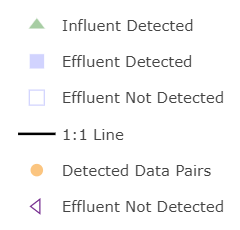 Influent Detected
Effluent Detected
Effluent Not Detected
1:1 Line
Detected Data Pairs
Effluent Not Detected